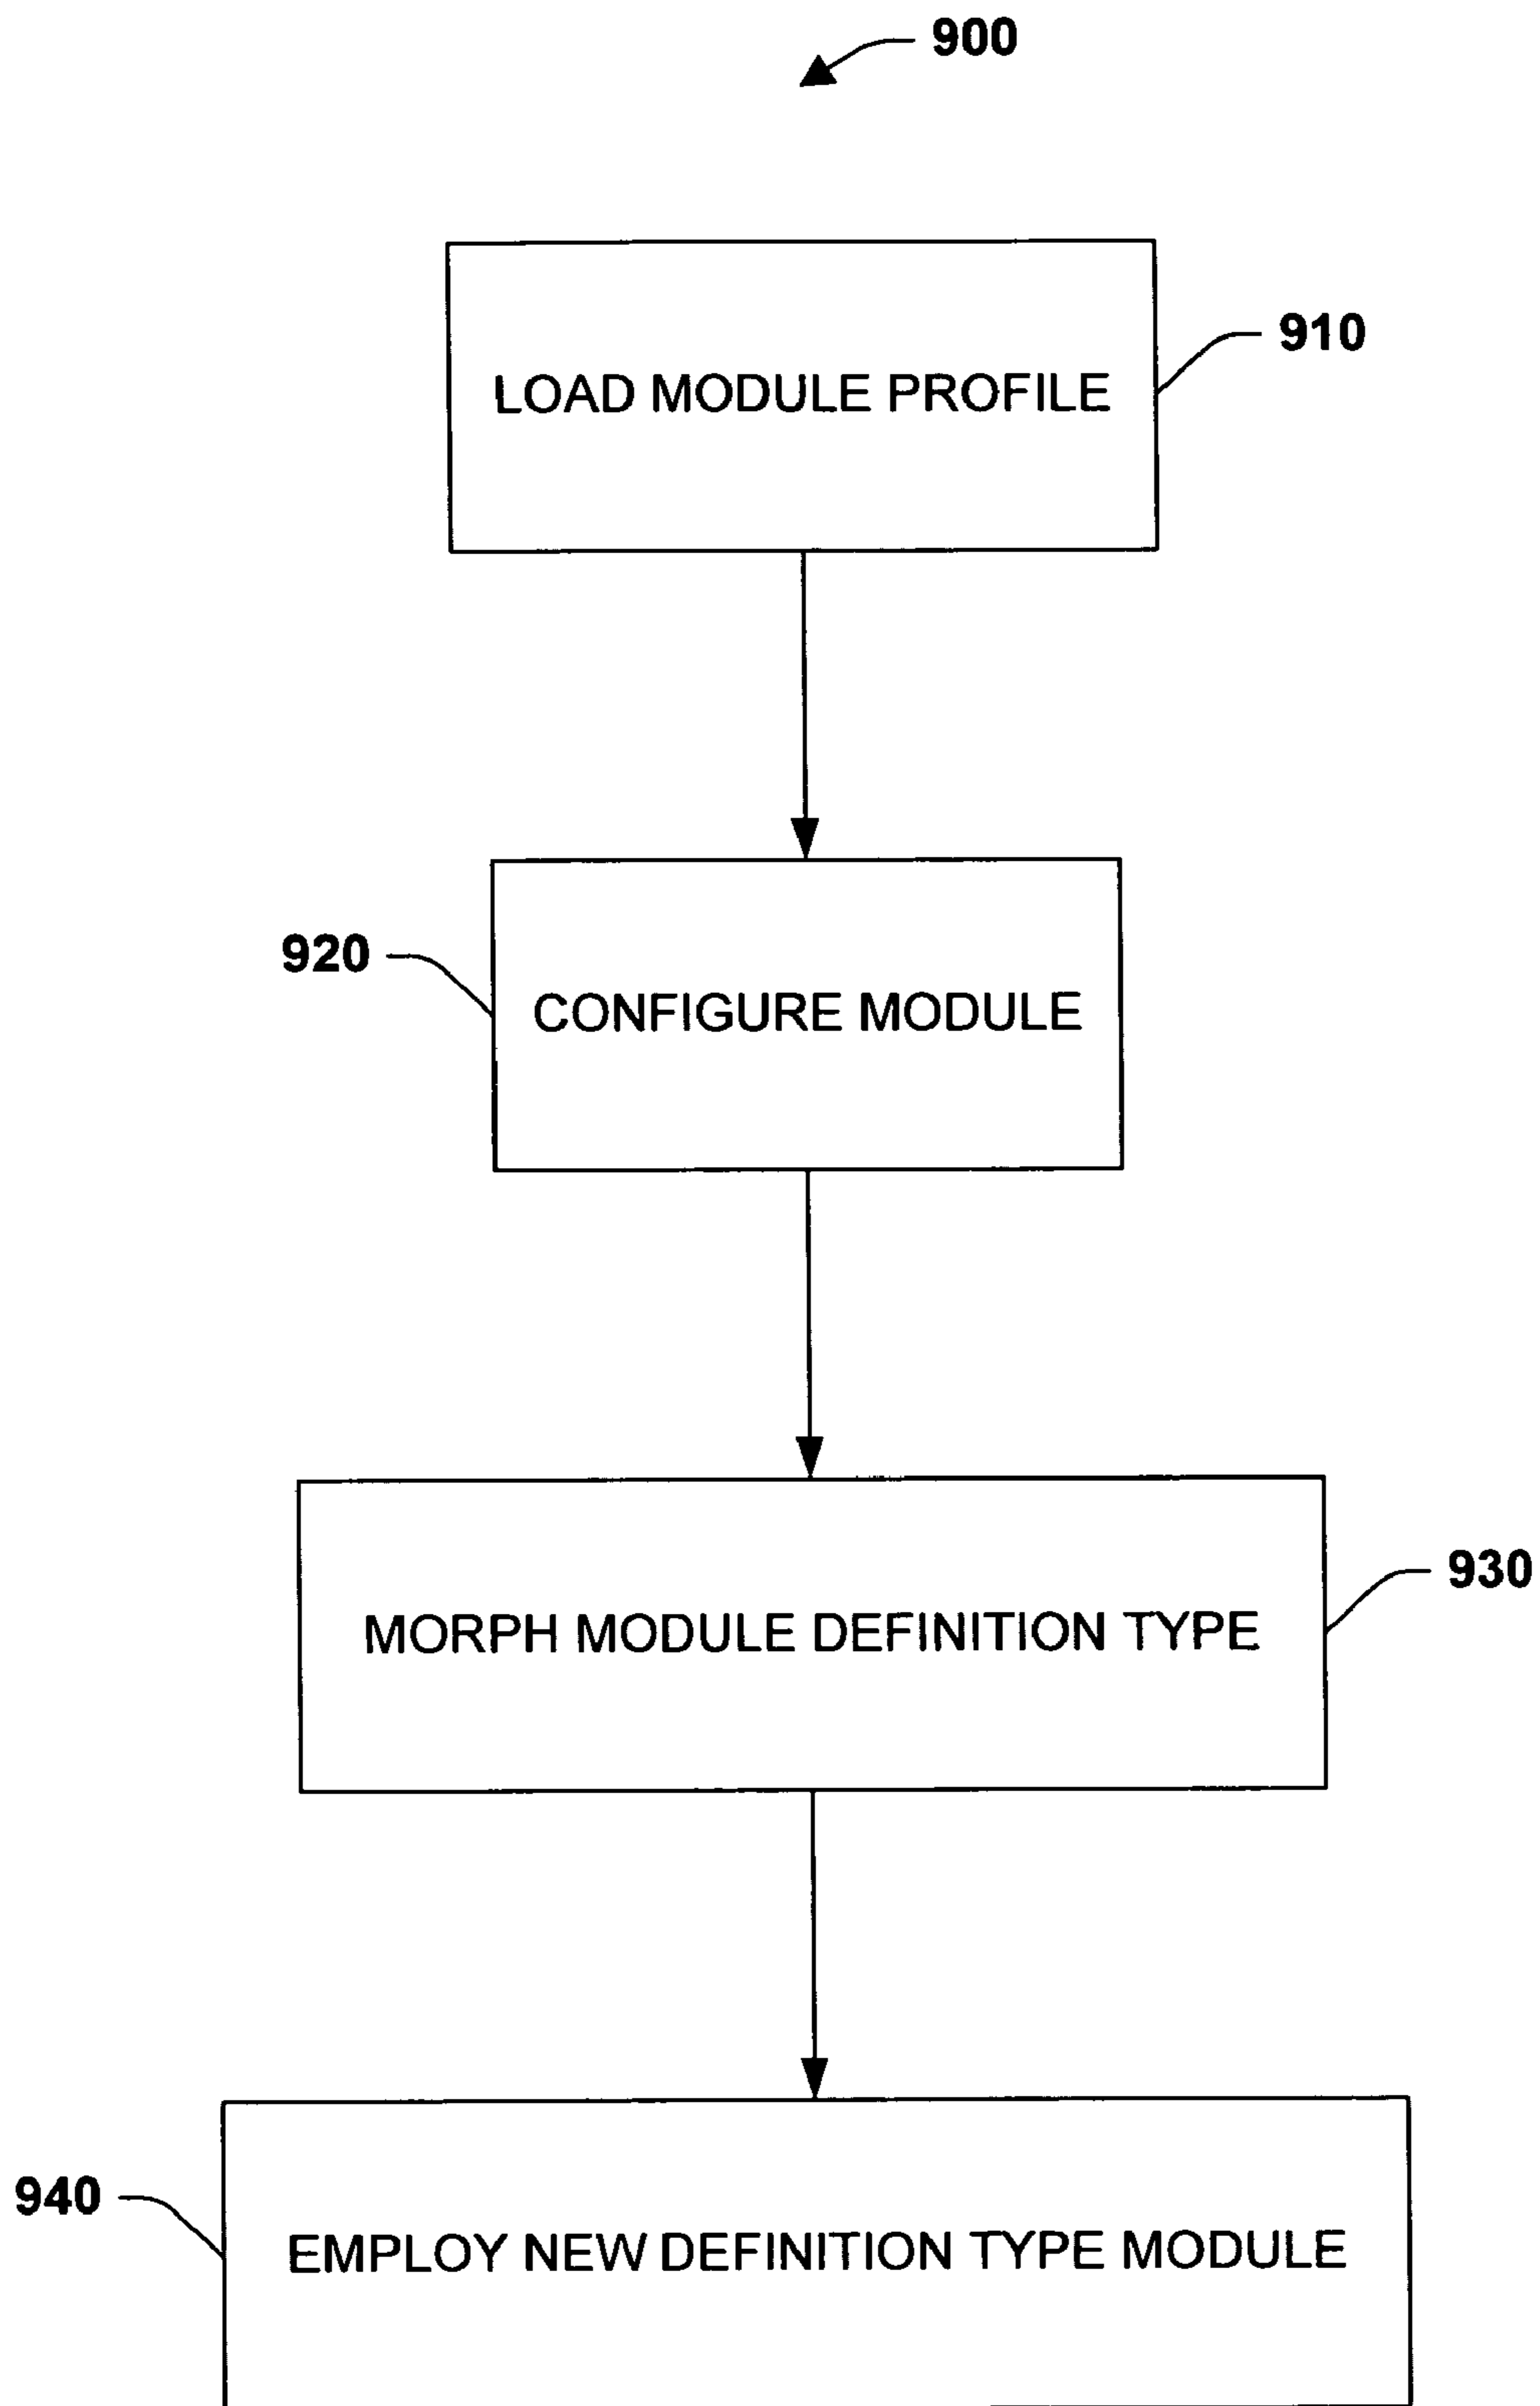 900
LOAD MODULE PROFILE
910
920
CONFIGURE MODULE
MORPH MODULE DEFINITION TYPE
930
940
EMPLOY NEW DEFINITION TYPE MODULE